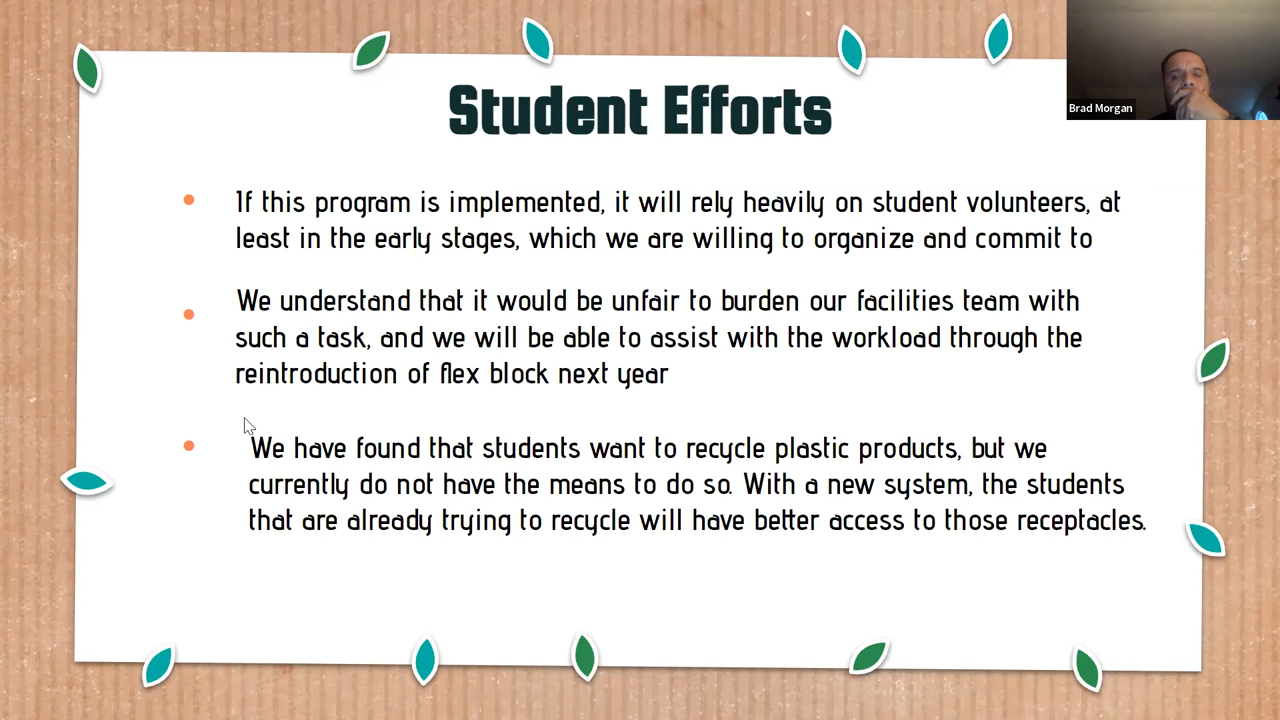 Student Efforts
Brad Morgan
If this program is implemented, it will rely heavily on student volunteers, at
least in the early stages, which we are willing to organize and commit to
We understand that it would be unfair to burden our facilities team with
such a task, and we will be able to assist with the workload through the
reintroduction of flex block next year
We have found that students want to recycle plastic products, but we
currently do not have the means to do so. With a new system, the students
that are already trying to recycle will have better access to those receptacles.